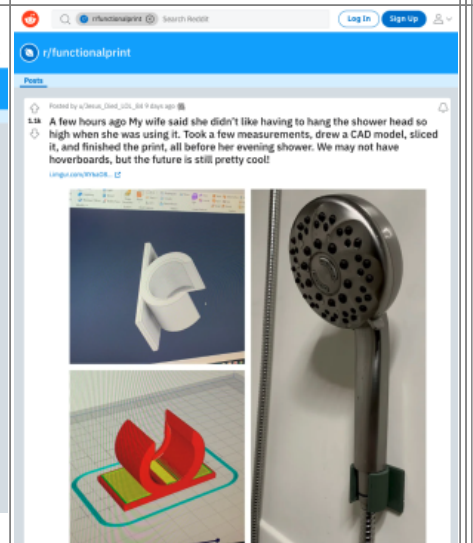 r/functionalprint
Search Reddit
Log In
Sign Up
r/functionalprint
Posts
9 days ago
1.1k
A few hours ago My wife said she didn't like having to hang the shower head so
high when she was using it. Took a few measurements, drew a CAD model, sliced
it, and finished the print, all before her evening shower. We may not have
hoverboards, but the future is still pretty cool!